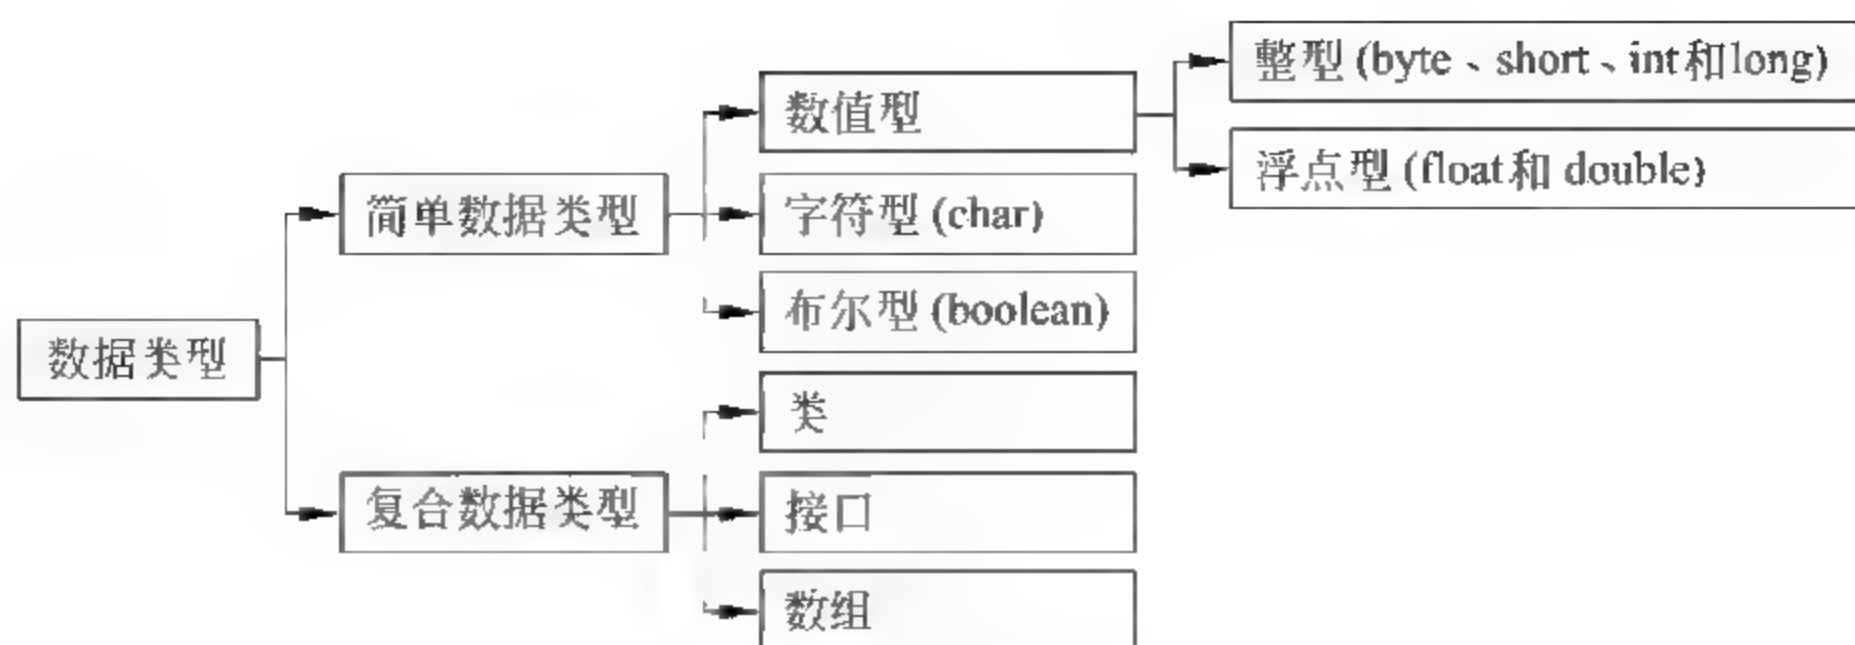 整型 (byte、short、int和long)
数值型
浮点型 (float和 double)
简单数据类型
字符型 (char)
布尔型 (boolean)
数据类型
类
复合数据类型
接口
数组